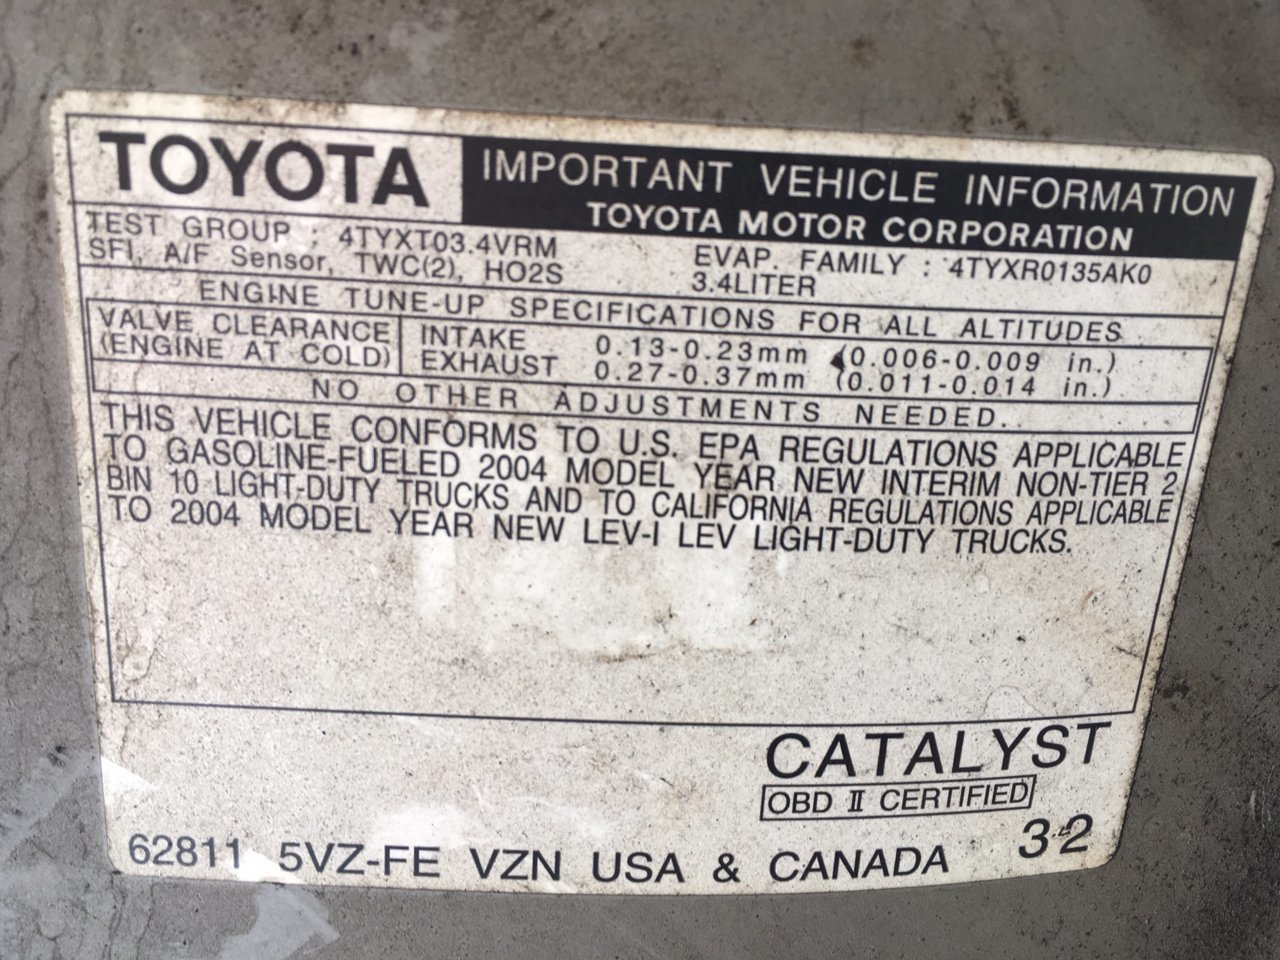 TOYOTA
IMPORTANT VEHICLE INFORMATION
TOYOTA MOTOR CORPORATION
TEST GROUP : 4TYXT03.4VRM
EVAP. FAMILY : 4TYXR0135AK0
SFI, A/F Sensor, TWC(2), HO2S
3.4LITER
ENGINE TUNE-UP SPECIFICATIONS FOR ALL ALTITUDES
VALVE CLEARANCE
(ENGINE AT COLD)
INTAKE 0.13-0.23mm (0.006-0.009 in.)
EXHAUST 0.27-0.37mm (0.011-0.014 in.)
NO OTHER ADJUSTMENTS NEEDED.
THIS VEHICLE CONFORMS TO U.S. EPA REGULATIONS APPLICABLE
TO GASOLINE-FUELED 2004 MODEL YEAR NEW INTERIM NON-TIER 2
BIN 10 LIGHT-DUTY TRUCKS AND TO CALIFORNIA REGULATIONS APPLICABLE
TO 2004 MODEL YEAR NEW LEV-I LEV LIGHT-DUTY TRUCKS.
CATALYST
OBD II CERTIFIED
62811 5VZ-FE VZN USA & CANADA 32